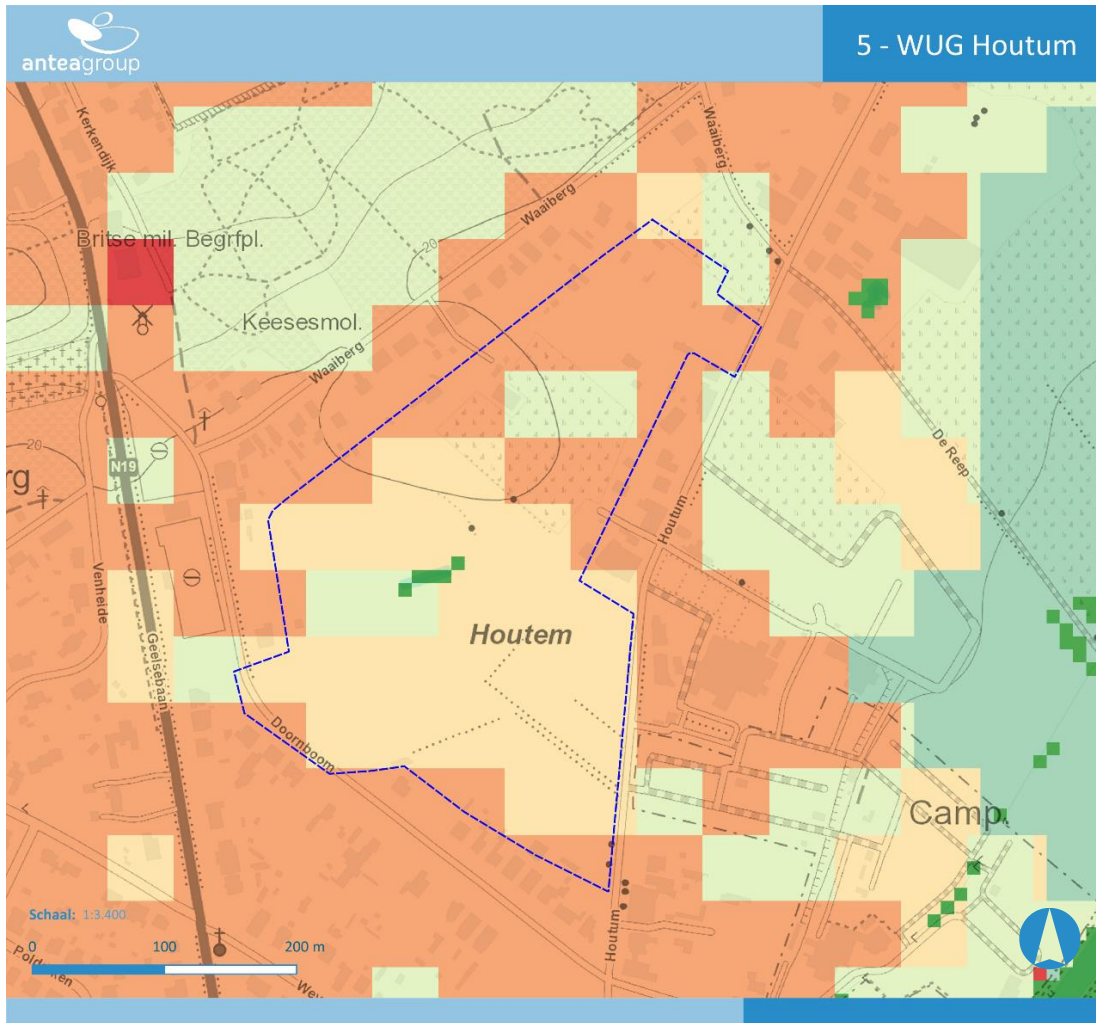 anteagroup
5 - WUG Houtum
Kerkendijk
Waaiberg
Britse mil. Begrfpl.
Waaiberg
20
Keesesmol.
Waaiberg
20
rg
N19
De Reep
Houtum
Venheide
Houtem
Geelsebaan
Doornboom
Camp.
Schaal: 1:3.400
0 100 200 m
Houtum